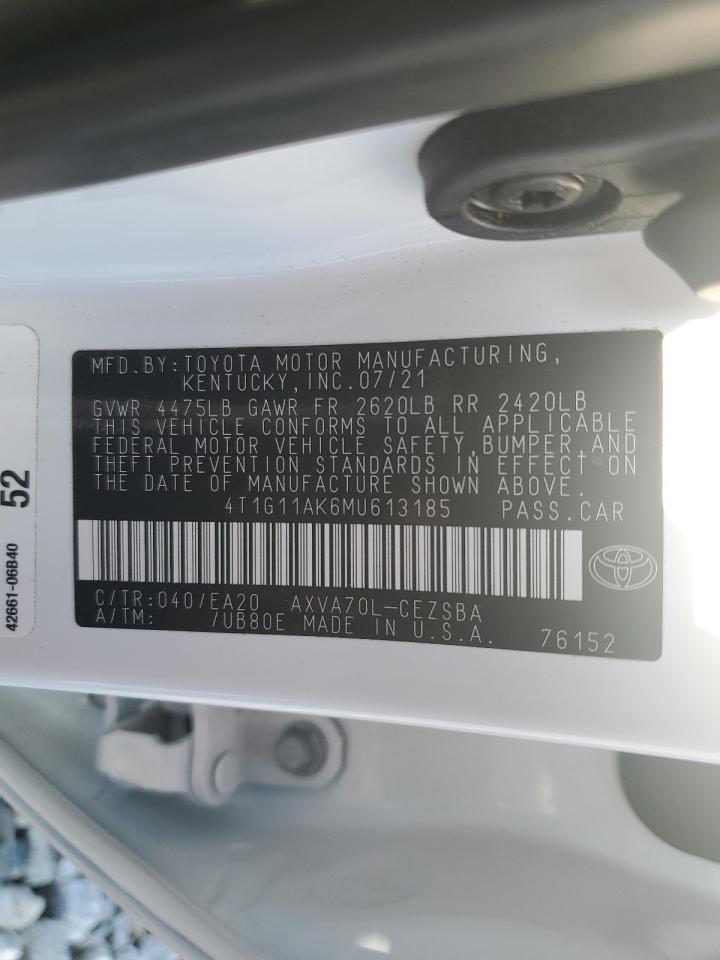 MFD.BY:TOYOTA MOTOR MANUFACTURING,
KENTUCKY,INC.07/21
GVWR 4475LB GAWR FR 2620LB RR 2420LB
THIS VEHICLE CONFORMS TO ALL APPLICABLE
FEDERAL MOTOR VEHICLE SAFETY,BUMPER,AND
THEFT PREVENTION STANDARDS IN EFFECT ON
THE DATE OF MANUFACTURE SHOWN ABOVE.
4T1G11AK6MU613185 PASS.CAR
C/TR:040/EA20 AXVA70L-CEZSBA
A/TM: /UB80E MADE IN U.S.A. 76152
52
42661-06B40